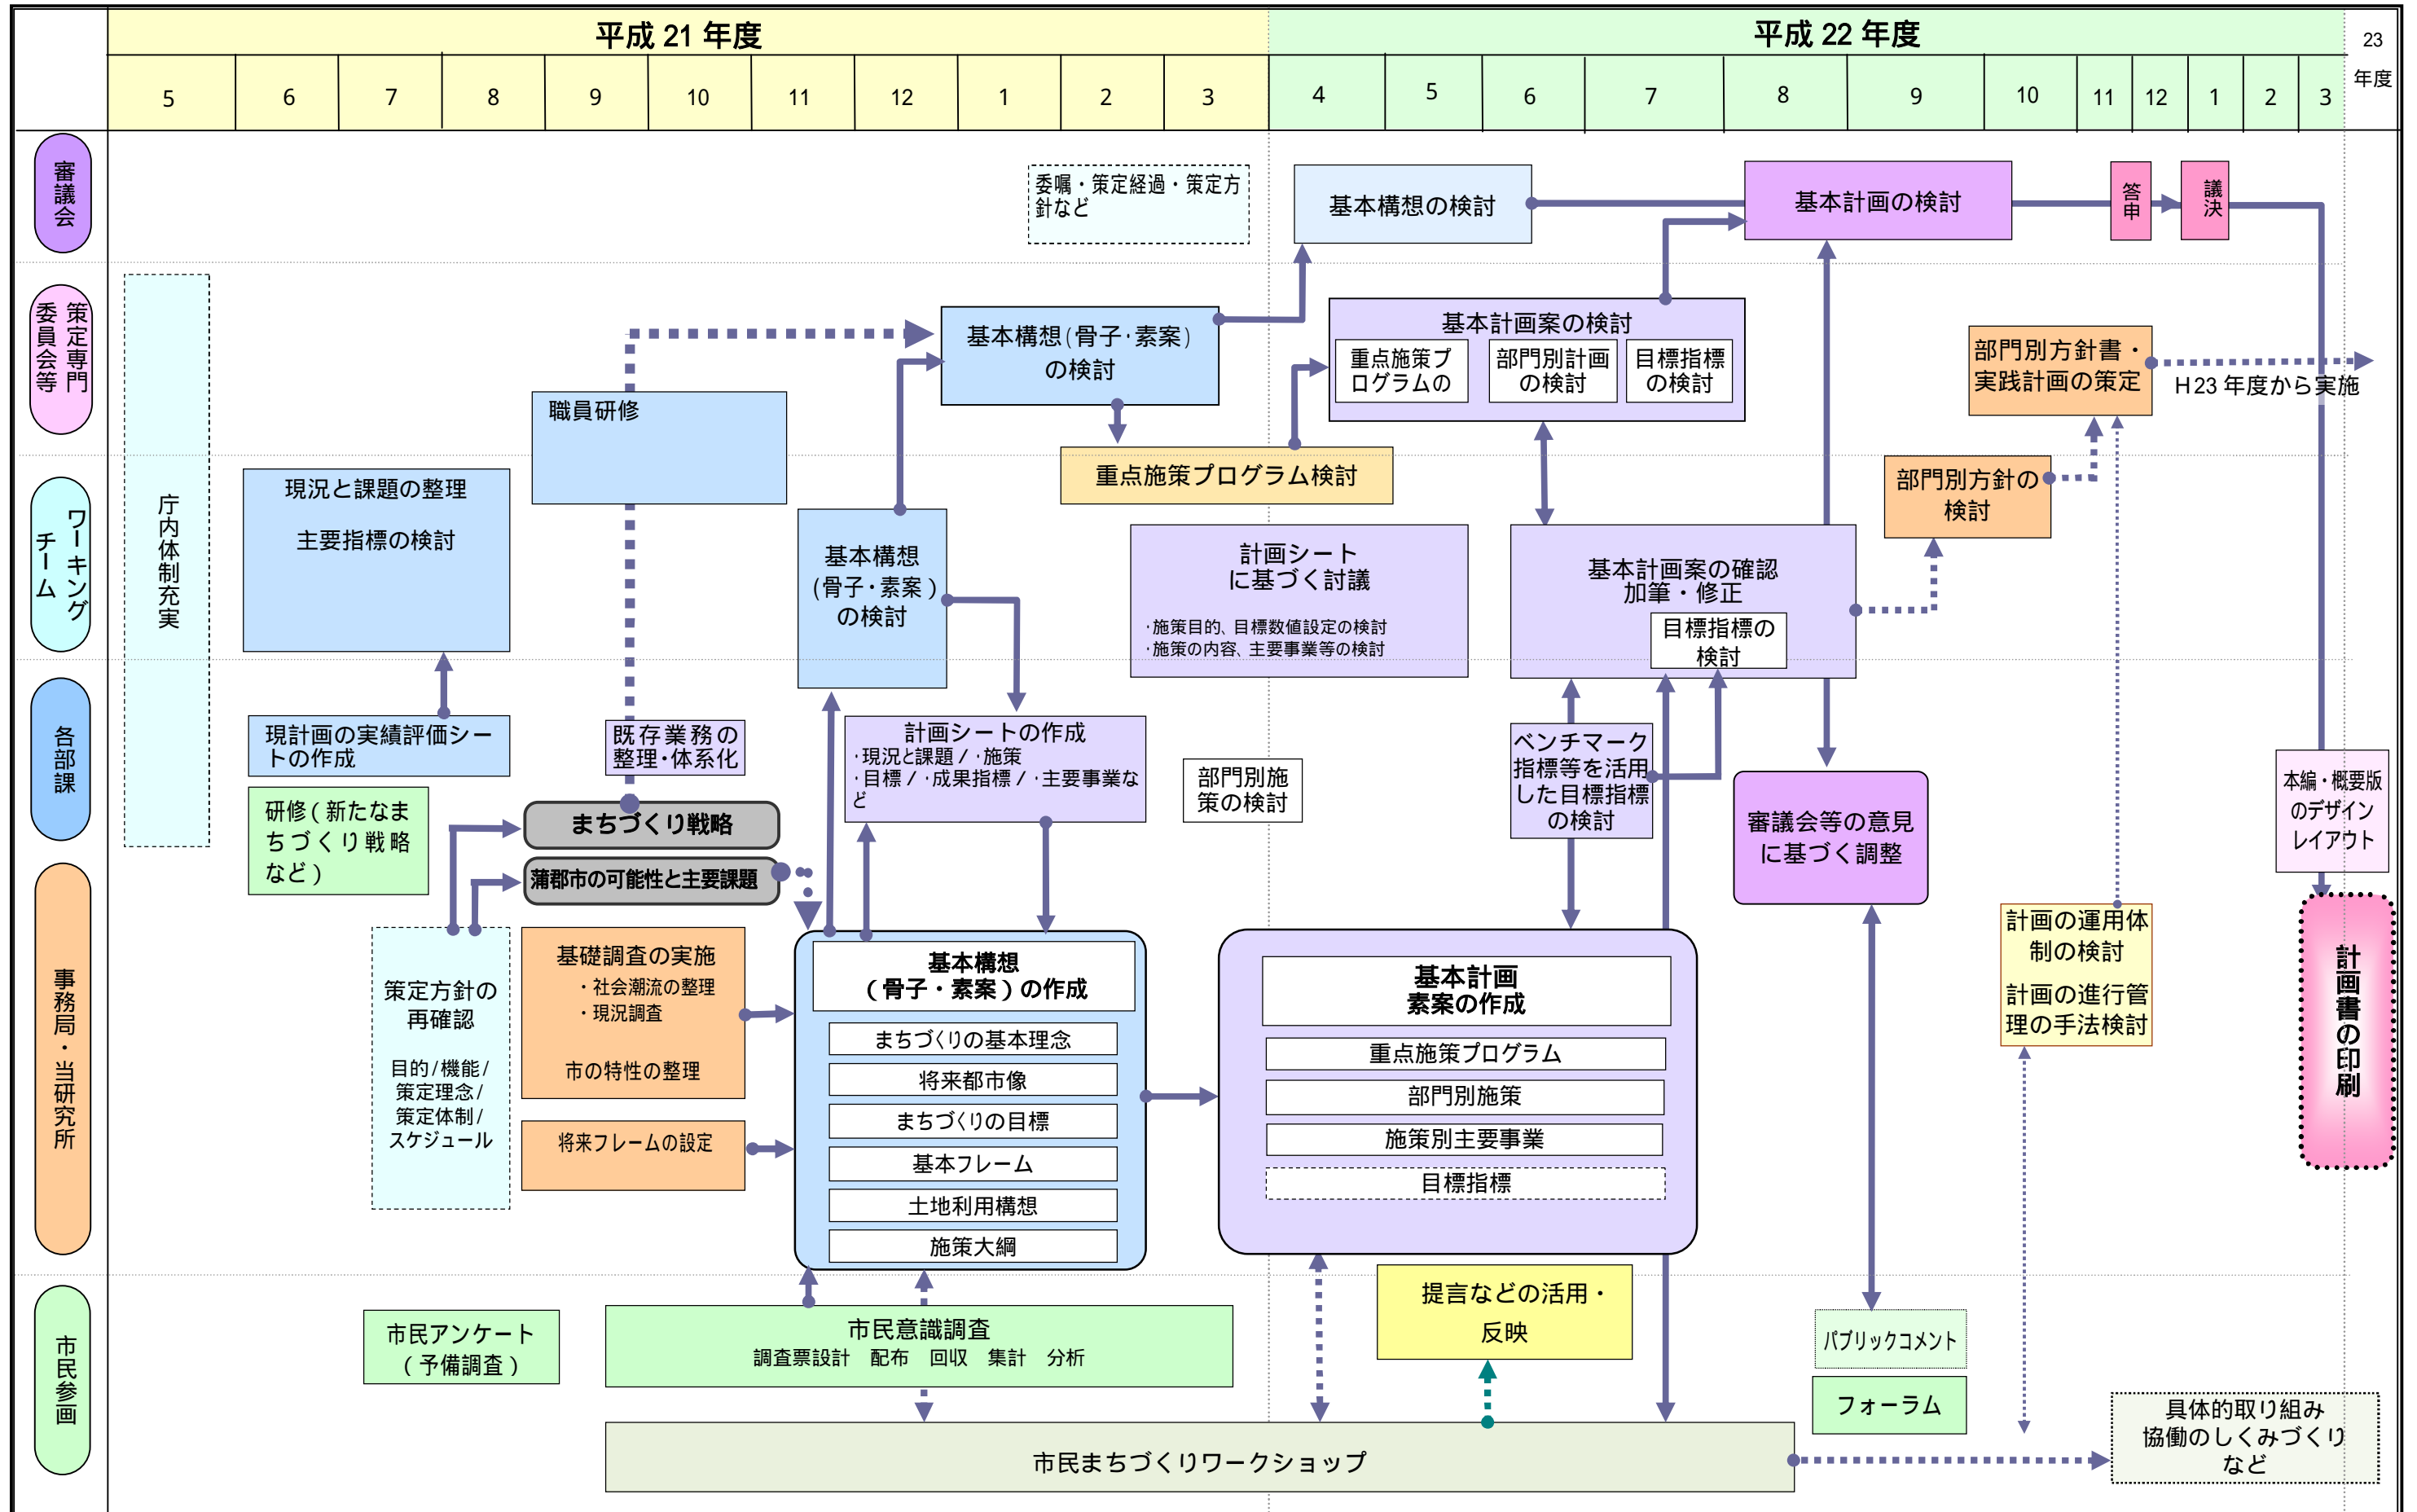 平成 21 年度
平成 22 年度
23
年度
5
6
7
8
9
10
11
12
1
2
3
4
5
6
7
8
9
10
11
12
1
2
3
審議会
委嘱・策定経過・策定方
針など
基本構想の検討
基本計画の検討
答申
議決
策定専門
委員会等
庁内体制充実
職員研修
基本構想(骨子・素案)
の検討
基本計画案の検討
重点施策プ
ログラムの
部門別計画
の検討
目標指標
の検討
部門別方針書・
実践計画の策定
H23 年度から実施
重点施策プログラム検討
ワーキング
チーム
現況と課題の整理
主要指標の検討
基本構想
(骨子・素案)
の検討
計画シート
に基づく討議
・施策目的、目標数値設定の検討
・施策の内容、主要事業等の検討
基本計画案の確認
加筆・修正
目標指標の
検討
部門別方針の
検討
各部課
現計画の実績評価シー
トの作成
既存業務の
整理・体系化
計画シートの作成
・現況と課題 / ・施策
・目標 / ・成果指標 / ・主要事業な
ど
部門別施
策の検討
ベンチマーク
指標等を活用
した目標指標
の検討
審議会等の意見
に基づく調整
本編・概要版
のデザイン
レイアウト
研修(新たなま
ちづくり戦略
など)
まちづくり戦略
蒲郡市の可能性と主要課題
事務局・当研究所
策定方針の
再確認
目的/機能/
策定理念/
策定体制/
スケジュール
基礎調査の実施
・社会潮流の整理
・現況調査
市の特性の整理
将来フレームの設定
基本構想
(骨子・素案)の作成
まちづくりの基本理念
将来都市像
まちづくりの目標
基本フレーム
土地利用構想
施策大綱
基本計画
素案の作成
重点施策プログラム
部門別施策
施策別主要事業
目標指標
計画の運用体
制の検討
計画の進行管
理の手法検討
計画書の印刷
市民参画
市民アンケート
(予備調査)
市民意識調査
調査票設計 配布 回収 集計 分析
提言などの活用・
反映
パブリックコメント
フォーラム
市民まちづくりワークショップ
具体的取り組み
協働のしくみづくり
など